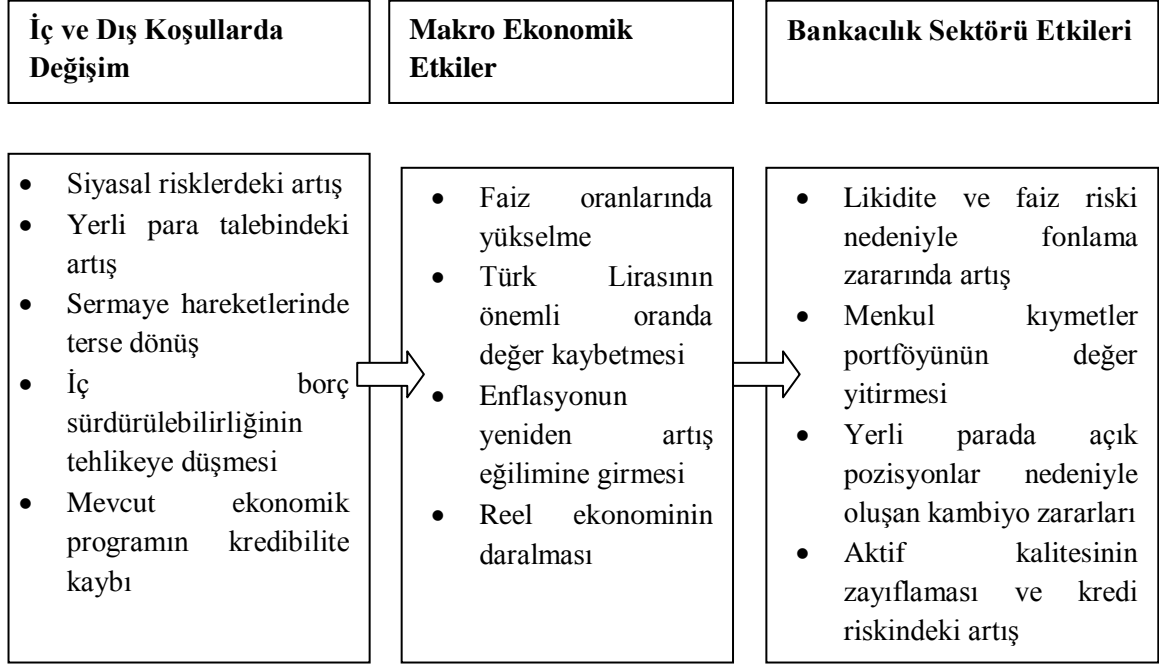 İç ve Dış Koşullarda
Değişim
Makro Ekonomik
Etkiler
Bankacılık Sektörü Etkileri
• Siyasal risklerdeki artış
• Yerli para talebindeki
artış
• Sermaye hareketlerinde
terse dönüş
• İç borç
sürdürülebilirliğinin
tehlikeye düşmesi
• Mevcut ekonomik
programın kredibilite
kaybı
• Faiz oranlarında
yükselme
• Türk Lirasının
önemli oranda
değer kaybetmesi
• Enflasyonun
yeniden artış
eğilimine girmesi
• Reel ekonominin
daralması
• Likidite ve faiz riski
nedeniyle fonlama
zararında artış
• Menkul kıymetler
portföyünün değer
yitirmesi
• Yerli parada açık
pozisyonlar nedeniyle
oluşan kambiyo zararları
• Aktif kalitesinin
zayıflaması ve kredi
riskindeki artış